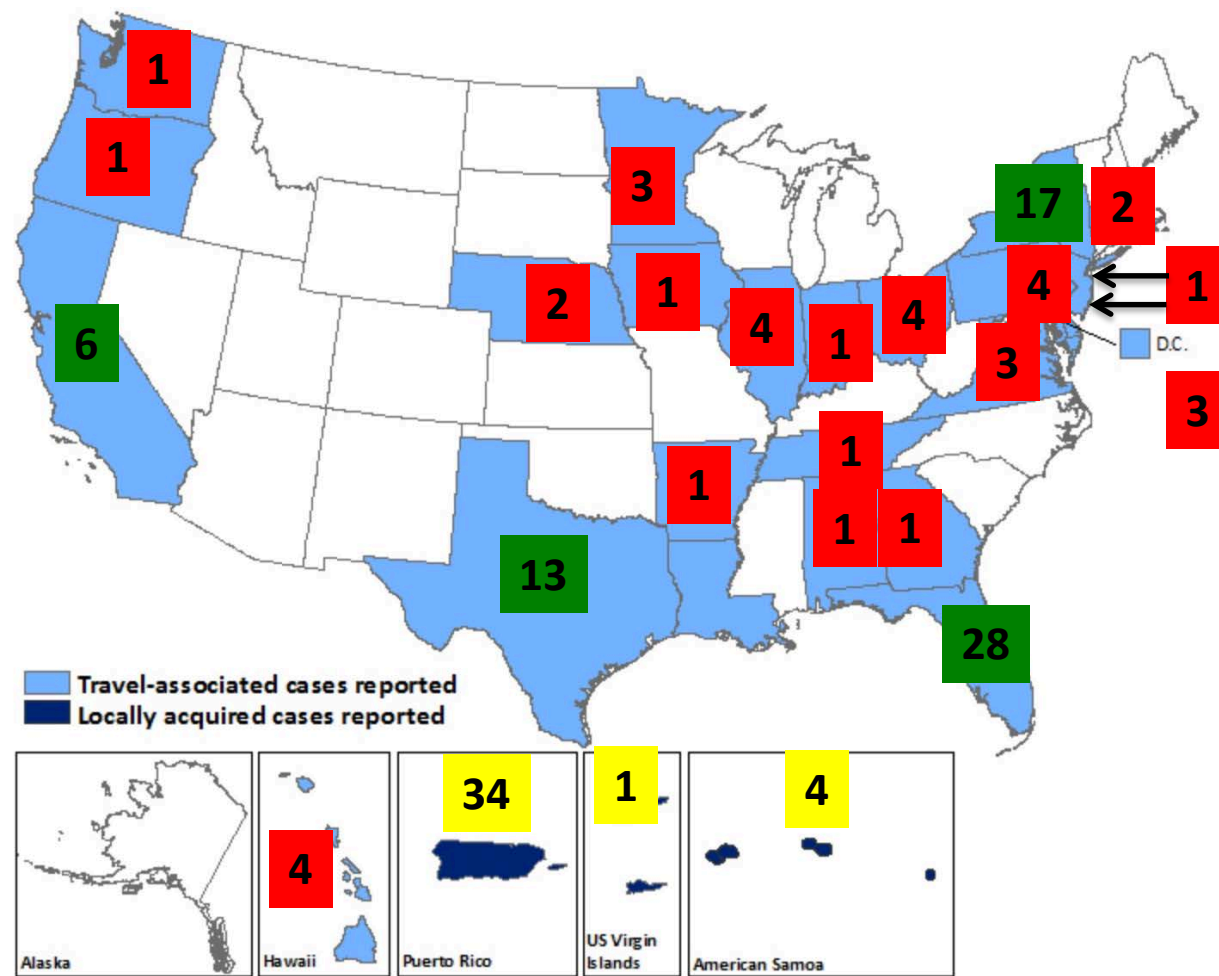 1
1
3
17
2
2
1
4
1
4
4
1
6
3
D.C.
3
1
1
13
1
1
28
Travel-associated cases reported
Locally acquired cases reported
34
1
4
4
Alaska
Hawaii
Puerto Rico
US Virgin
Islands
American Samoa